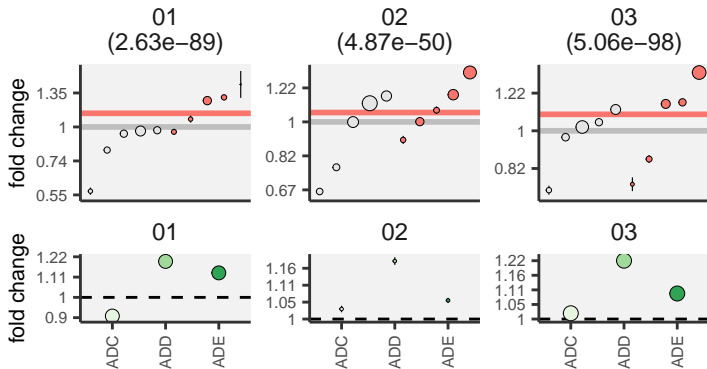 01
(2.63e−89)
02
(4.87e−50)
03
(5.06e−98)
fold change
1.35
1
0.74
0.55
1.22
1
0.82
0.67
1.22
1
0.82
01
02
03
fold change
1.22
1.11
1
0.9
1.16
1.11
1.05
1
1.22
1.16
1.11
1.05
1
ADC
ADD
ADE
ADC
ADD
ADE
ADC
ADD
ADE